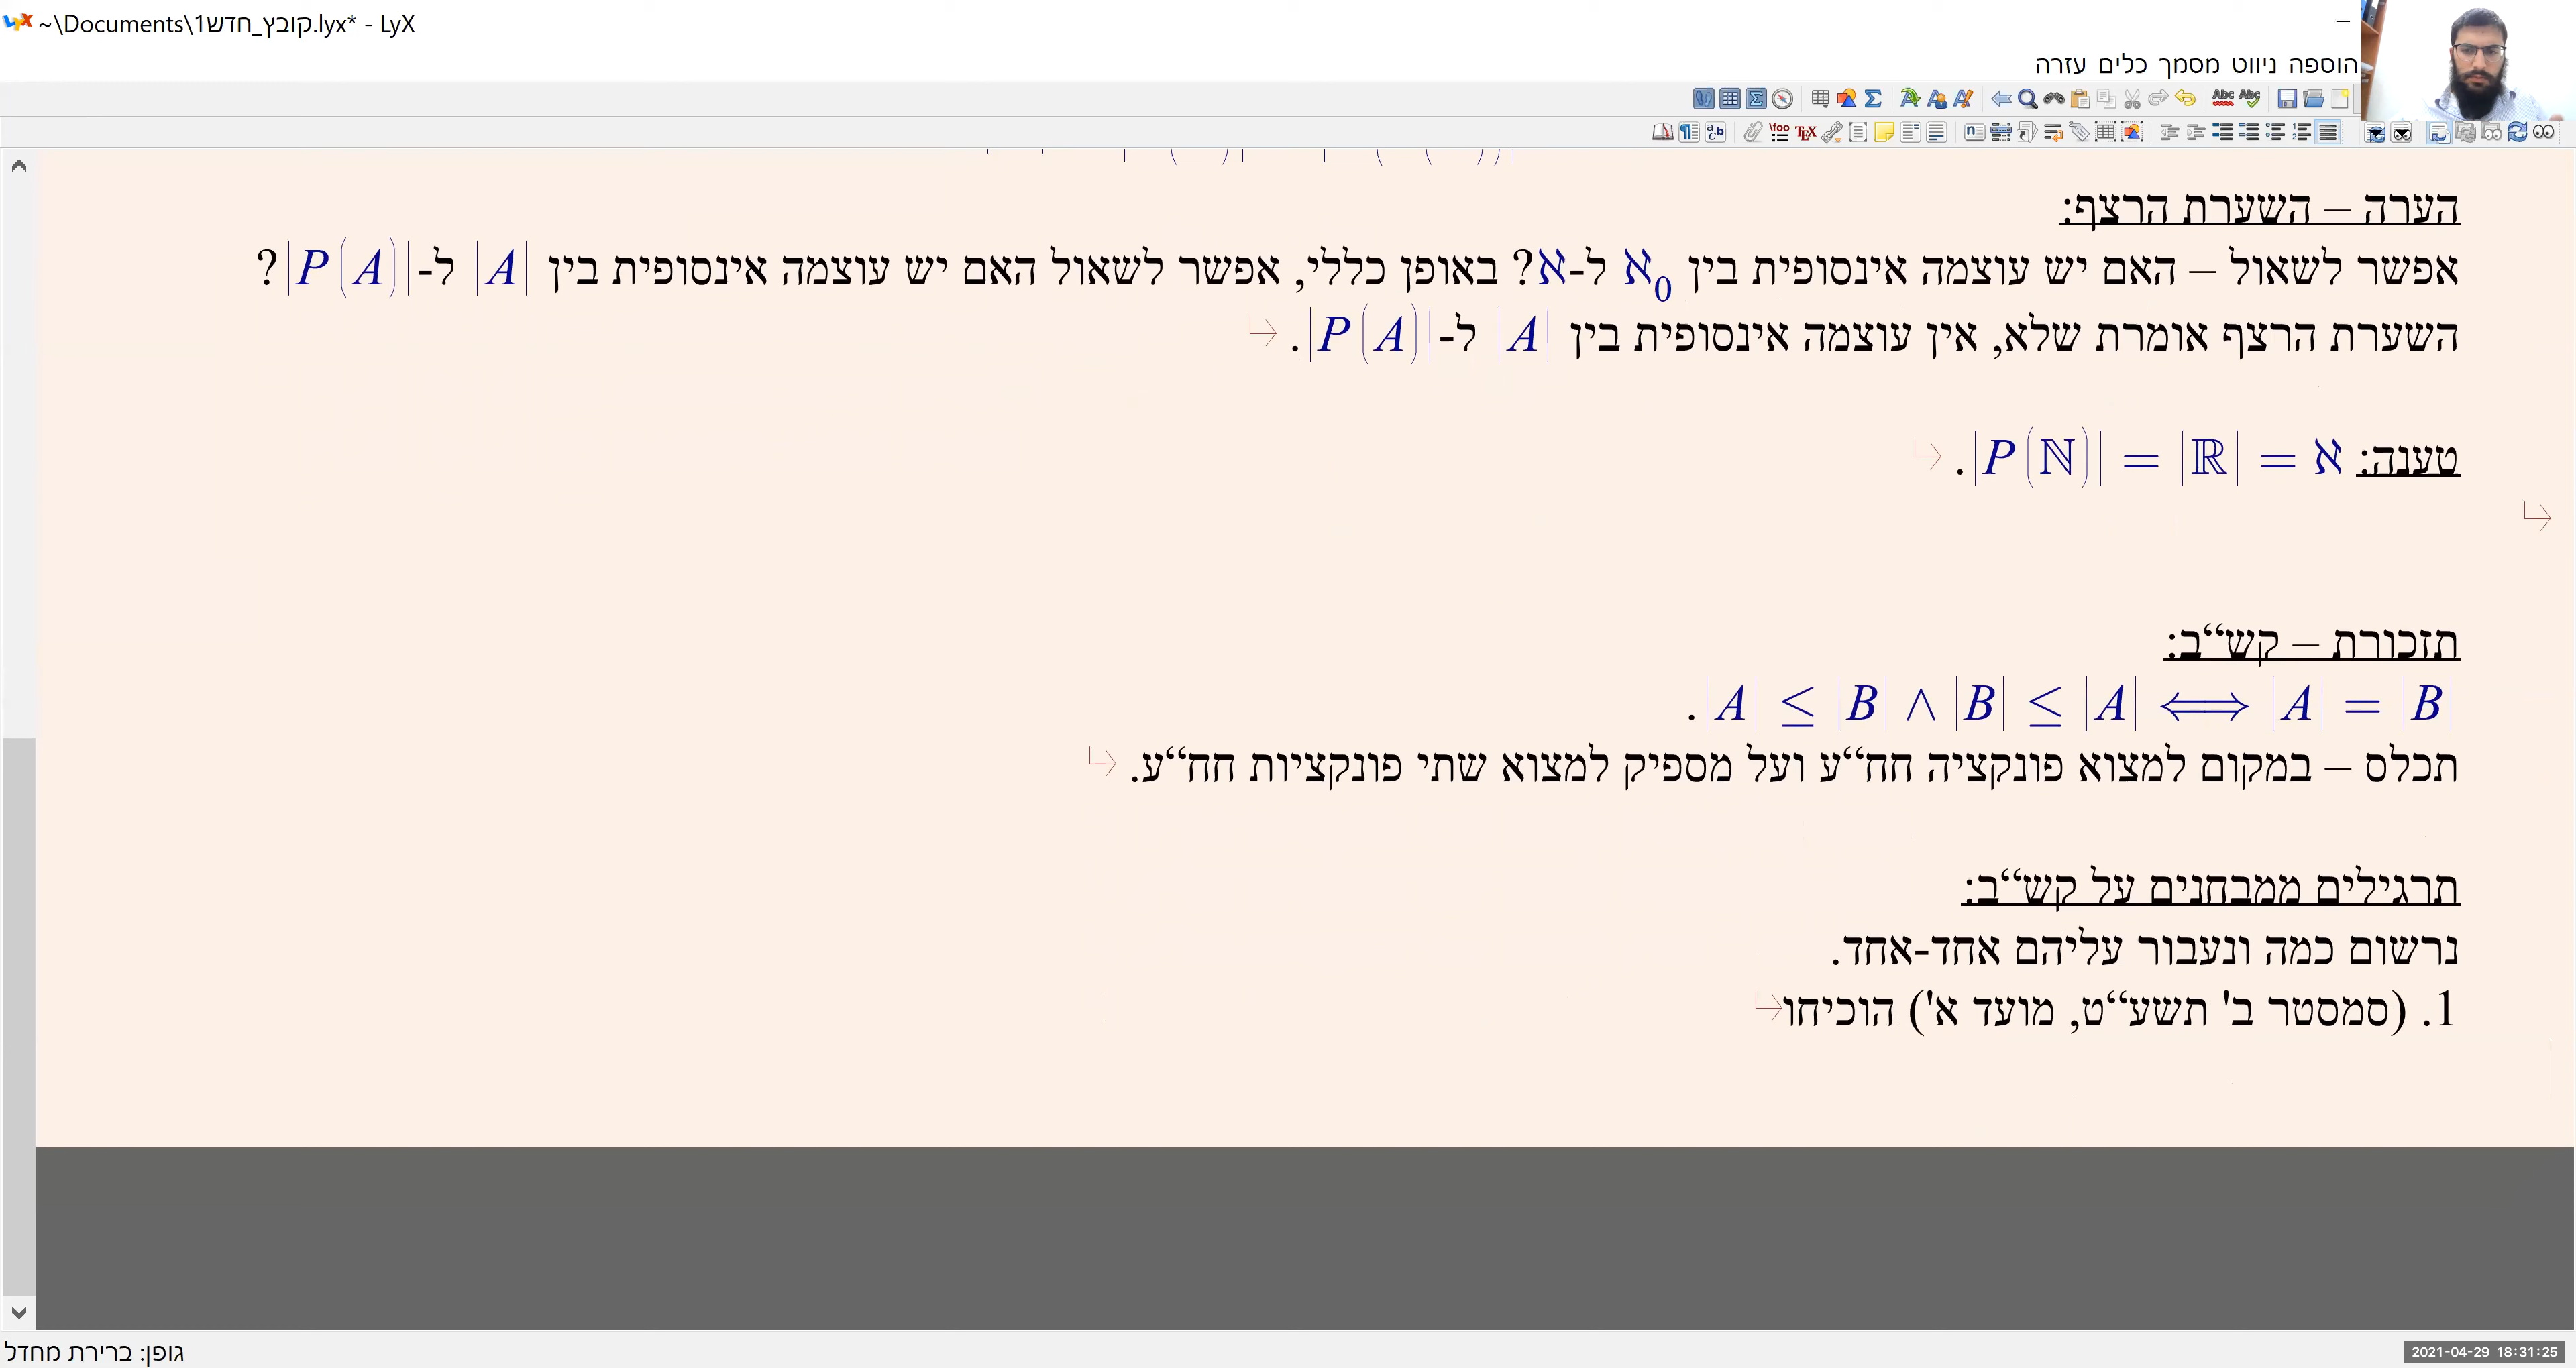 ~\Documents\קובץ_חדש1.lyx* - LyX
הוספה ניווט מסמך כלים עזרה
הערה – השערת הרצף:
אפשר לשאול – האם יש עוצמה אינסופית בין ℵ₀ ל-ℵ? באופן כללי, אפשר לשאול האם יש עוצמה אינסופית בין |A| ל-|P(A)|?
השערת הרצף אומרת שלא, אין עוצמה אינסופית בין |A| ל-|P(A)|.
טענה: |P(ℕ)| = |ℝ| = ℵ.
תזכורת – קש“ב:
|A| ≤ |B| ∧ |B| ≤ |A| ⟺ |A| = |B|.
תכלס – במקום למצוא פונקציה חח“ע ועל מספיק למצוא שתי פונקציות חח“ע.
תרגילים ממבחנים על קש“ב:
נרשום כמה ונעבור עליהם אחד-אחד.
1. (סמסטר ב' תשע“ט, מועד א') הוכיחו
גופן: ברירת מחדל
2021-04-29 18:31:25